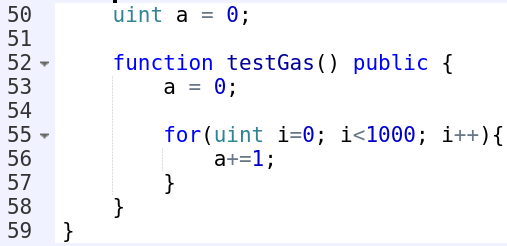 50 uint a = 0;
51
52 function testGas() public {
53 a = 0;
54
55 for(uint i=0; i<1000; i++){
56 a+=1;
57 }
58 }
59 }